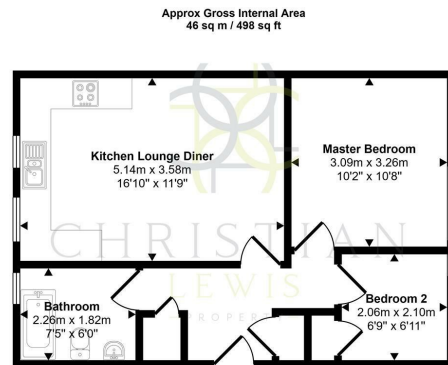 Approx Gross Internal Area
46 sq m / 498 sq ft
Kitchen Lounge Diner
5.14m x 3.58m
16'10" x 11'9"
Master Bedroom
3.09m x 3.26m
10'2" x 10'8"
CHRISTIAN
LEWIS
PROPERTY
Bathroom
2.26m x 1.82m
7'5" x 6'0"
Bedroom 2
2.06m x 2.10m
6'9" x 6'11"